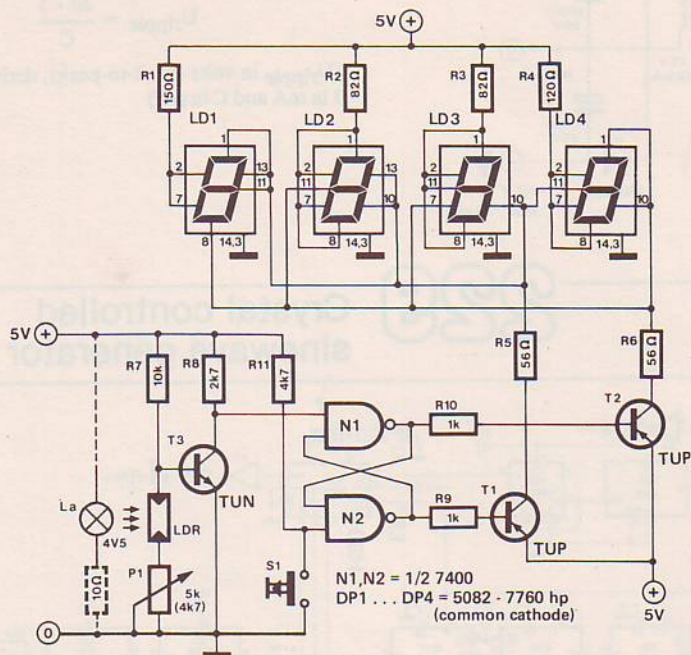 5V
R1
150Ω
R2
82Ω
R3
82Ω
R4
120Ω
LD1
LD2
LD3
LD4
1
1
1
1
2
13
2
13
2
11
2
11
11
11
7
7
10
7
10
7
10
8
14,3
8
14,3
8
14,3
8
14,3
5V
R7
10k
R8
2k7
R11
4k7
R5
56Ω
R6
56Ω
T2
TUP
N1
R10
1k
T3
TUN
N2
R9
1k
T1
TUP
La
4V5
LDR
10Ω
P1
5k
(4k7)
S1
0
5V
N1,N2 = 1/2 7400
DP1 . . . DP4 = 5082 - 7760 hp
(common cathode)
Crystal controlled
sinewave generator